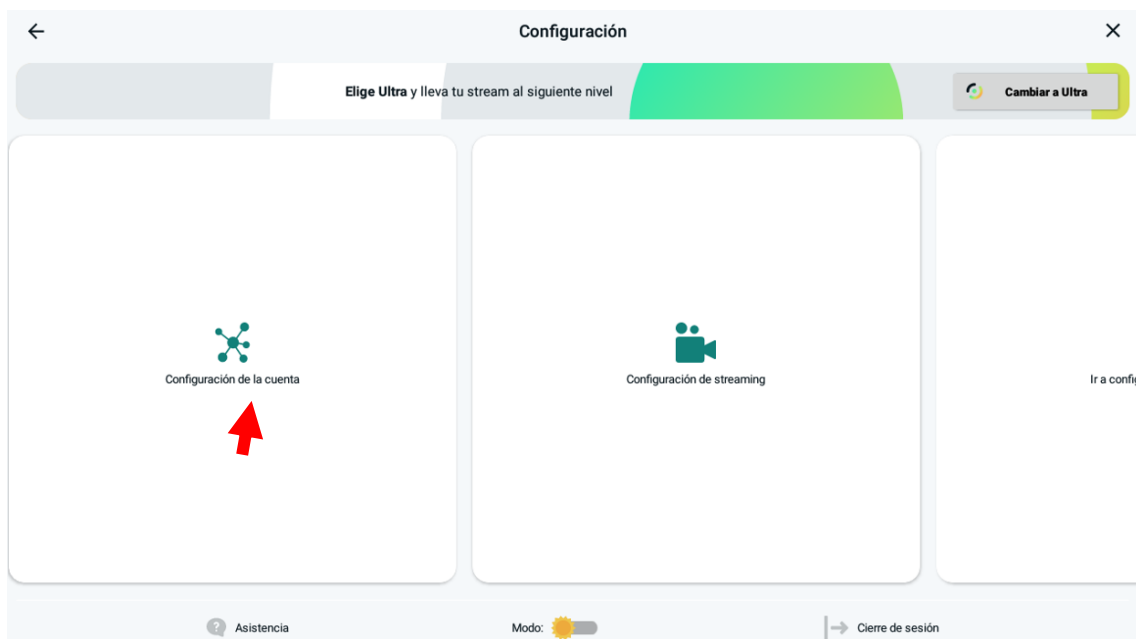 Configuración
Elige Ultra y lleva tu stream al siguiente nivel
Cambiar a Ultra
Configuración de la cuenta
Configuración de streaming
Ir a
Asistencia
Modo:
Cierre de sesión